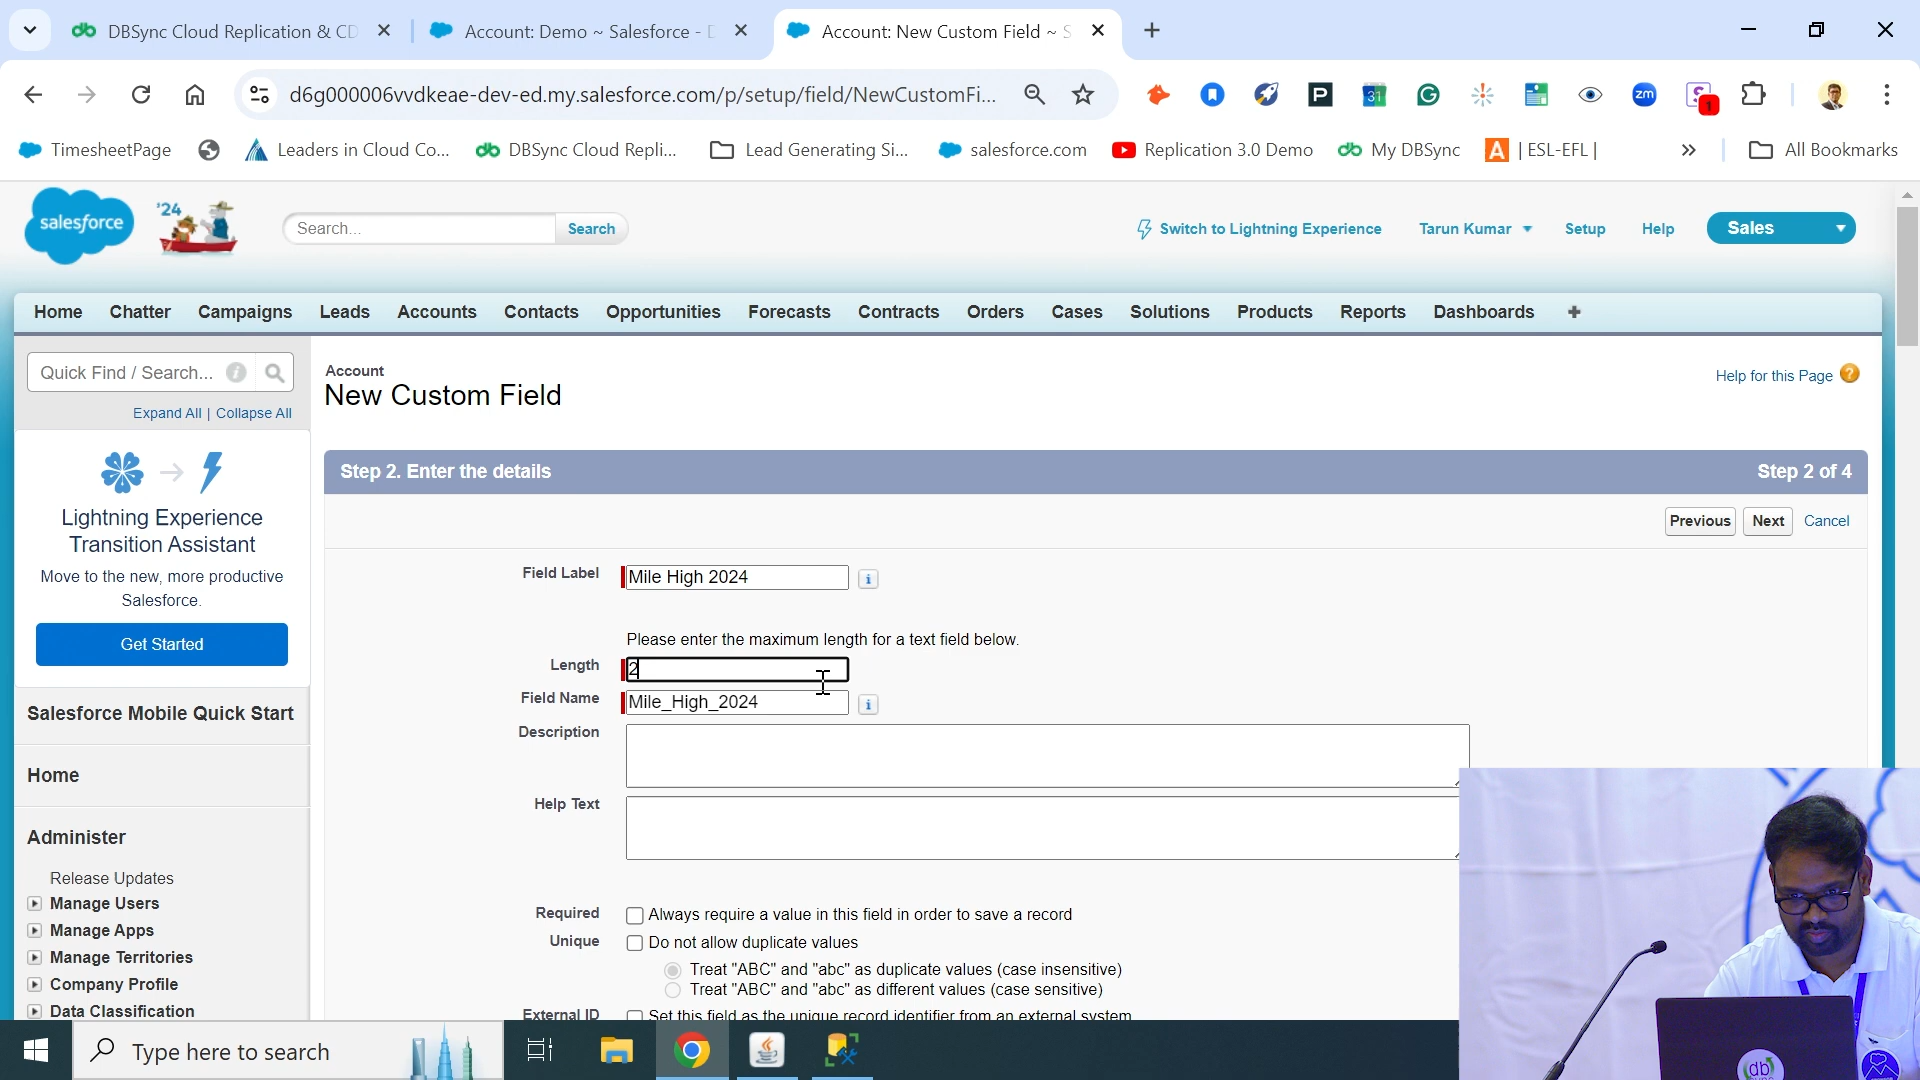 DBSync Cloud Replication & CD
Account: Demo ~ Salesforce - D
Account: New Custom Field ~ S
d6g000006vvdkeae-dev-ed.my.salesforce.com/p/setup/field/NewCustomFi...
P
31
zm
1
TimesheetPage
Leaders in Cloud Co...
DBSync Cloud Repli...
Lead Generating Si...
salesforce.com
Replication 3.0 Demo
My DBSync
A | ESL-EFL |
»
All Bookmarks
salesforce
'24
Search...
Search
Switch to Lightning Experience
Tarun Kumar
Setup
Help
Sales
Home Chatter Campaigns Leads Accounts Contacts Opportunities Forecasts Contracts Orders Cases Solutions Products Reports Dashboards +
Quick Find / Search...
Expand All | Collapse All
Lightning Experience
Transition Assistant
Move to the new, more productive
Salesforce.
Get Started
Salesforce Mobile Quick Start
Home
Administer
Release Updates
Manage Users
Manage Apps
Manage Territories
Company Profile
Data Classification
Account
New Custom Field
Help for this Page ?
Step 2. Enter the details
Step 2 of 4
Previous
Next
Cancel
Field Label
Mile High 2024
i
Please enter the maximum length for a text field below.
Length
2
Field Name
Mile_High_2024
i
Description
Help Text
Required
Always require a value in this field in order to save a record
Unique
Do not allow duplicate values
Treat "ABC" and "abc" as duplicate values (case insensitive)
Treat "ABC" and "abc" as different values (case sensitive)
External ID
Set this field as the unique record identifier from an external system
Type here to search
db